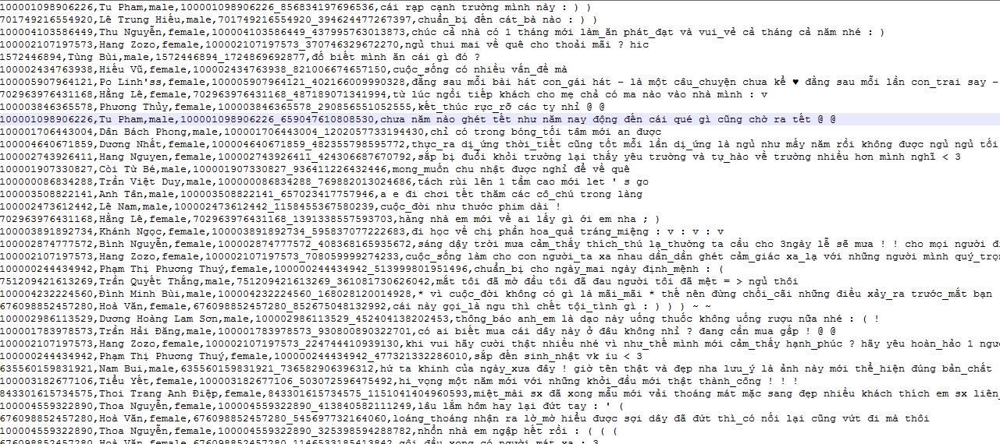 100001098906226,Tu Pham,male,100001098906226_856834197696536,cái rạp cạnh trường mình này : ) )
701749216554920,Lê Trung Hiếu,male,701749216554920_394624477267397,chuẩn_bị đến cát_bà nào : ) )
100004103586449,Thu Nguyễn,female,100004103586449_437995763013873,chúc cả nhà có 1 tháng mới làm_ăn phát_đạt và vui_vẻ cả tháng cả năm nhé : )
100002107197573,Hang Zozo,female,100002107197573_370746329672270,ngủ thui mai về quê cho thoải mái ? hic
1572446894,Tùng Bùi,male,1572446894_1724869692877,đố biết mình ăn cái gì đó ?
100002434763938,Hiếu Vũ,female,100002434763938_821006674657150,cuộc_sống có nhiều vấn_đề mà
100005907964121,Po Linh'ss,female,100005907964121_402166009990328,đằng sau mỗi bài hát con_gái hát - là một câu_chuyện chưa kể ♥ đằng sau mỗi lần con_trai say -
702963976431168,Hằng Lê,female,702963976431168_487189071341994,từ lúc ngồi tiếp khách cho mẹ chả có ma nào vào nhà mình : v
100003846365578,Phương Thủy,female,100003846365578_290856551052555,kết_thúc rực_rỡ các ty nhỉ @ @
100001098906226,Tu Pham,male,100001098906226_659047610808530,chưa năm nào ghét tết như năm nay động đến cái qué gì cũng chờ ra tết @ @
100001706443004,Dân Bách Phong,male,100001706443004_1202057733194430,chỉ có trong bóng_tối tâm mới an được
100004640671859,Dương Nhất,female,100004640671859_482355798595772,thực_ra dị_ứng thời_tiết cũng tốt mỗi lần dị_ứng là ngủ như mấy năm rồi không được ngủ ngủ tối
100002743926411,Hang Nguyen,female,100002743926411_424306687670792,sắp bị đuổi khỏi trường lại thấy yêu trường và tự_hào về trường nhiều hơn mình nghĩ < 3
100001907330827,Còi Từ Bé,male,100001907330827_936411226432446,mong_muốn chu nhật được nghỉ để về quê
100000086834288,Trần Việt Duy,male,100000086834288_769882013024686,tách rùi lên 1 tầm cao mới let ' s go
100003508822141,Anh Tấn,male,100003508822141_657023417757946,a e đi chơi tết thăm các cô_chú trong làng
100002473612442,Lê Nam,male,100002473612442_1158455367580239,cuộc_đời như thước phim dài !
702963976431168,Hằng Lê,female,702963976431168_1391338557593703,hàng nhà em mới về ai lấy gì ới em nha ; )
100003891892734,Khánh Ngọc,female,100003891892734_595837077222683,đi học về chị phần hoa_quả tráng_miệng : v : v : v
100002874777572,Bình Nguyễn,female,100002874777572_408368165935672,sáng dậy trời mưa cảm_thấy thích_thú lạ_thường ta cầu cho 3ngày lễ sẽ mưa ! ! cho mọi người đi
100002107197573,Hang Zozo,female,100002107197573_708059999274233,cuộc_sống làm cho con người_ta xa nhau dần_dần ghét cảm_giác xa_lạ với những người mình quý_trọn
100000244434942,Phạm Thị Phương Thuý,female,100000244434942_513999801951496,chuẩn_bị cho ngày_mai ngày định_mệnh : (
751209421613269,Trần Quyết Thắng,male,751209421613269_361081730626042,mắt tôi đã mờ đầu tôi đã đau người tôi đã mệt = > ngủ thôi
100004232224560,Đình Minh Bùi,male,100004232224560_168028120014928,* vì cuộc_đời không có gì là mãi_mãi * thế nên đừng chối_cãi những điều xảy_ra trước_mắt bạn
676098852457280,Hoà Văn,female,676098852457280_852675048132992,cái này gọi_là ngu thì chết tội_tình gì : ) ) ) ~ ~
100002986113529,Dương Hoàng Lam Sơn,male,100002986113529_452404138202453,thông_báo anh_em là dạo này uống thuốc không uống rượu nữa nhé : ( !
100001783978573,Trần Hải Đăng,male,100001783978573_930800890322701,có ai biết mua cái dây này ở đâu không nhỉ ? đang cần mua gấp ! @ @
100002107197573,Hang Zozo,female,100002107197573_224744410939130,khi vui hãy cười thật nhiều nhé vì như_thế mình mới cảm_thấy hạnh_phúc ? hãy yêu hoàn_hảo 1 ngư
100000244434942,Phạm Thị Phương Thuý,female,100000244434942_477321332286010,sắp đến sinh_nhật vk iu < 3
635560159831921,Nam Bui,male,635560159831921_736582906396312,hứ ta khinh của ngày_xưa đấy ! giờ tên thật và đẹp nha lưu_ý là ảnh này mới thể_hiện đúng bản_chất
100003182677106,Tiểu Yết,female,100003182677106_503072596475492,hi_vọng một năm mới với những khởi_đầu mới thật thành_công ! ! !
843301615734575,Thoi Trang Anh Điệp,female,843301615734575_1151041404960593,miệt_mài sx đã xong mẫu mới vải thoáng mát mặc sang đẹp nhiều khách thích em sx liên_
100004559322890,Thoa Nguyễn,female,100004559322890_413840582111249,lâu lắm hôm hay lại đứt tay : ' (
676098852457280,Hoà Văn,female,676098852457280_545697732164060,loáng_thoáng nhận ra lờ_mờ hiểu được sợi dây đã đứt thì_có nối lại cũng vứt đi mà thôi
100004559322890,Thoa Nguyễn,female,100004559322890_325398594288782,nhổn nhà em ngập hết rồi : ( ( (
676098852457280,Hoà Văn,female,676098852457280_1146533185413842,gội đầu xong có người mát_xa : 3